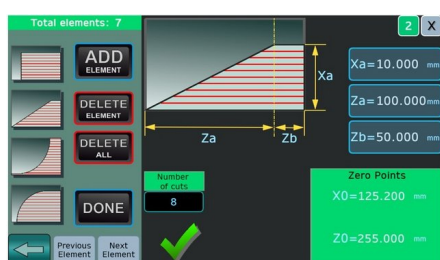 Total elements: 7
2 X
ADD
ELEMENT
DELETE
ELEMENT
DELETE
ALL
DONE
Previous
Element
Next
Element
Xa
Za
Zb
Number
of cuts
8
Xa=10.000 mm
Za=100.000mm
Zb=50.000 mm
Zero Points
X0=125.200 mm
Z0=255.000 mm